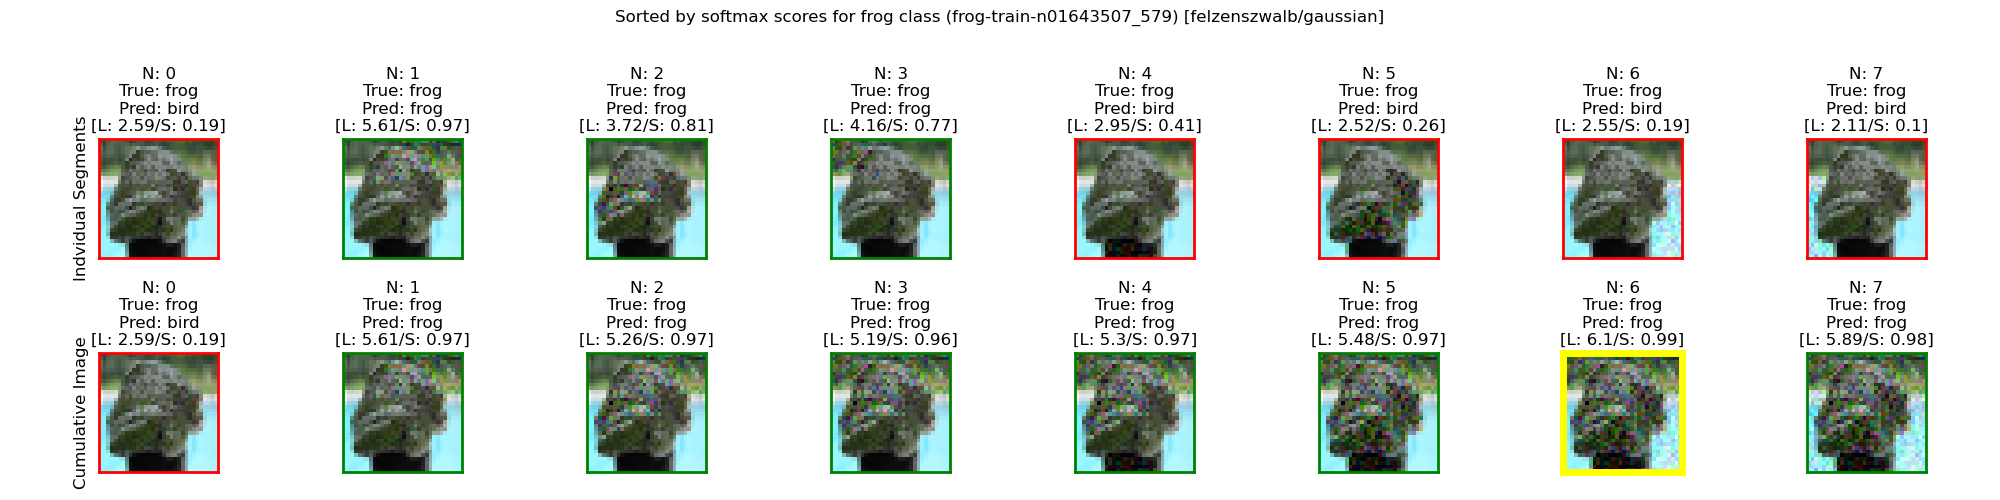 Sorted by softmax scores for frog class (frog-train-n01643507_579) [felzenszwalb/gaussian]
Indvidual Segments
N: 0
True: frog
Pred: bird
[L: 2.59/S: 0.19]
N: 1
True: frog
Pred: frog
[L: 5.61/S: 0.97]
N: 2
True: frog
Pred: frog
[L: 3.72/S: 0.81]
N: 3
True: frog
Pred: frog
[L: 4.16/S: 0.77]
N: 4
True: frog
Pred: bird
[L: 2.95/S: 0.41]
N: 5
True: frog
Pred: bird
[L: 2.52/S: 0.26]
N: 6
True: frog
Pred: bird
[L: 2.55/S: 0.19]
N: 7
True: frog
Pred: bird
[L: 2.11/S: 0.1]
Cumulative Image
N: 0
True: frog
Pred: bird
[L: 2.59/S: 0.19]
N: 1
True: frog
Pred: frog
[L: 5.61/S: 0.97]
N: 2
True: frog
Pred: frog
[L: 5.26/S: 0.97]
N: 3
True: frog
Pred: frog
[L: 5.19/S: 0.96]
N: 4
True: frog
Pred: frog
[L: 5.3/S: 0.97]
N: 5
True: frog
Pred: frog
[L: 5.48/S: 0.97]
N: 6
True: frog
Pred: frog
[L: 6.1/S: 0.99]
N: 7
True: frog
Pred: frog
[L: 5.89/S: 0.98]